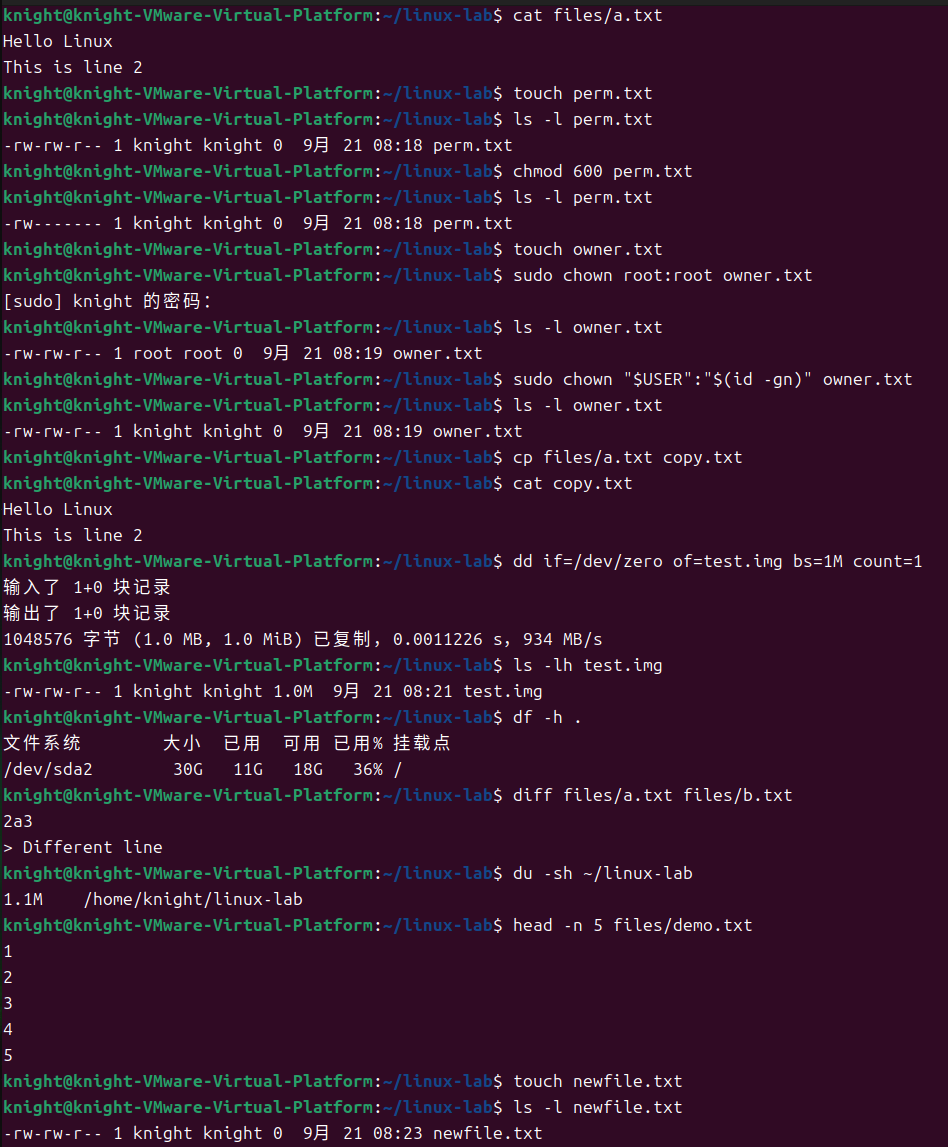 knight@knight-VMware-Virtual-Platform:~/linux-lab$ cat files/a.txt
Hello Linux
This is line 2
knight@knight-VMware-Virtual-Platform:~/linux-lab$ touch perm.txt
knight@knight-VMware-Virtual-Platform:~/linux-lab$ ls -l perm.txt
-rw-rw-r-- 1 knight knight 0  9月 21 08:18 perm.txt
knight@knight-VMware-Virtual-Platform:~/linux-lab$ chmod 600 perm.txt
knight@knight-VMware-Virtual-Platform:~/linux-lab$ ls -l perm.txt
-rw------- 1 knight knight 0  9月 21 08:18 perm.txt
knight@knight-VMware-Virtual-Platform:~/linux-lab$ touch owner.txt
knight@knight-VMware-Virtual-Platform:~/linux-lab$ sudo chown root:root owner.txt
[sudo] knight 的密码：
knight@knight-VMware-Virtual-Platform:~/linux-lab$ ls -l owner.txt
-rw-rw-r-- 1 root root 0  9月 21 08:19 owner.txt
knight@knight-VMware-Virtual-Platform:~/linux-lab$ sudo chown "$USER":"$(id -gn)" owner.txt
knight@knight-VMware-Virtual-Platform:~/linux-lab$ ls -l owner.txt
-rw-rw-r-- 1 knight knight 0  9月 21 08:19 owner.txt
knight@knight-VMware-Virtual-Platform:~/linux-lab$ cp files/a.txt copy.txt
knight@knight-VMware-Virtual-Platform:~/linux-lab$ cat copy.txt
Hello Linux
This is line 2
knight@knight-VMware-Virtual-Platform:~/linux-lab$ dd if=/dev/zero of=test.img bs=1M count=1
输入了 1+0 块记录
输出了 1+0 块记录
1048576 字节 (1.0 MB, 1.0 MiB) 已复制，0.0011226 s，934 MB/s
knight@knight-VMware-Virtual-Platform:~/linux-lab$ ls -lh test.img
-rw-rw-r-- 1 knight knight 1.0M  9月 21 08:21 test.img
knight@knight-VMware-Virtual-Platform:~/linux-lab$ df -h .
文件系统        大小  已用  可用 已用% 挂载点
/dev/sda2        30G   11G   18G   36% /
knight@knight-VMware-Virtual-Platform:~/linux-lab$ diff files/a.txt files/b.txt
2a3
> Different line
knight@knight-VMware-Virtual-Platform:~/linux-lab$ du -sh ~/linux-lab
1.1M    /home/knight/linux-lab
knight@knight-VMware-Virtual-Platform:~/linux-lab$ head -n 5 files/demo.txt
1
2
3
4
5
knight@knight-VMware-Virtual-Platform:~/linux-lab$ touch newfile.txt
knight@knight-VMware-Virtual-Platform:~/linux-lab$ ls -l newfile.txt
-rw-rw-r-- 1 knight knight 0  9月 21 08:23 newfile.txt